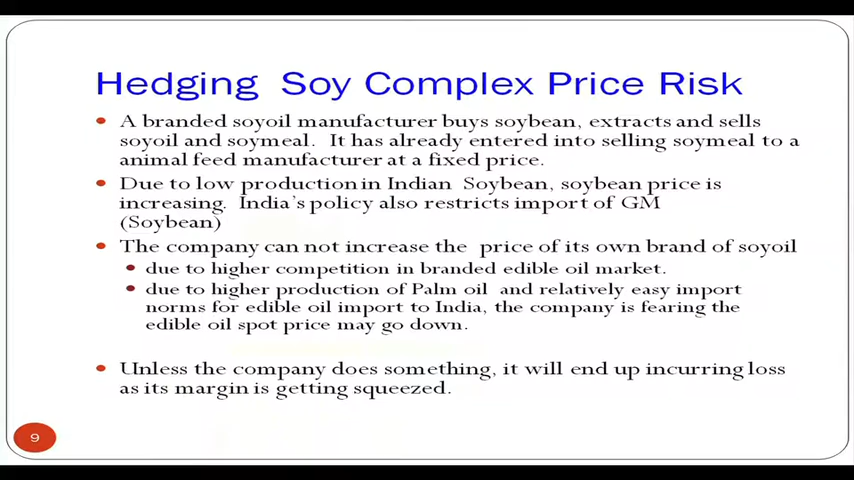 Hedging Soy Complex Price Risk
A branded soyoil manufacturer buys soybean, extracts and sells
soyoil and soymeal. It has already entered into selling soymeal to a
animal feed manufacturer at a fixed price.
Due to low production in Indian Soybean, soybean price is
increasing. India's policy also restricts import of GM
(Soybean)
The company can not increase the price of its own brand of soyoil
due to higher competition in branded edible oil market.
due to higher production of Palm oil and relatively easy import
norms for edible oil import to India, the company is fearing the
edible oil spot price may go down.
Unless the company does something, it will end up incurring loss
as its margin is getting squeezed.
9